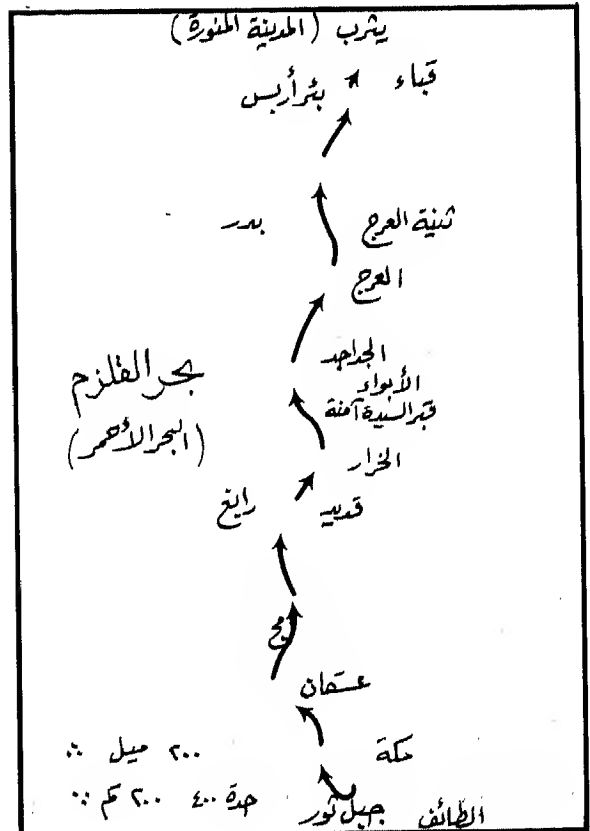 يثرب (المدينة المنورة)
قباء بئر أريس
ثنية العرج بدر
العرج
الجداجد
الأبواء
قبر السيدة آمنة
بحر القلزم
(البحر الأحمر)
الخرار
قديد رابغ
أمج
عسفان
مكة ٢٠٠ ميل
الطائف جبل ثور جدة ٤٠٠ ٢٠٠ كم